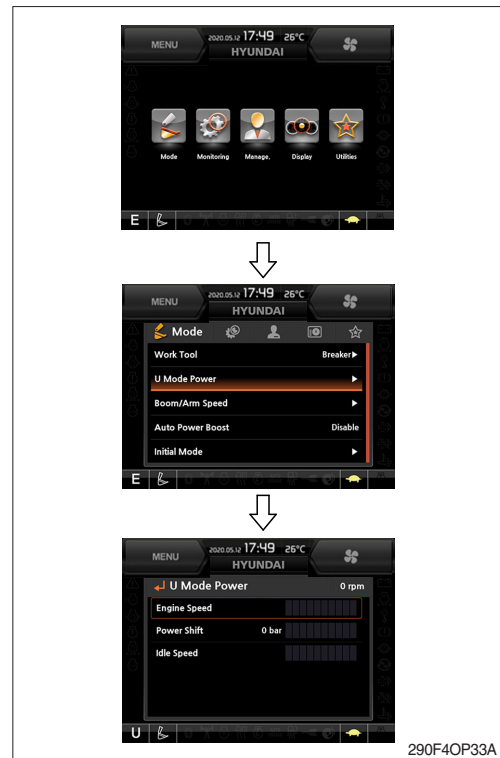 MENU 2020.05.12 17:49 26°C
HYUNDAI
Mode Monitoring Manage. Display Utilities
E
MENU 2020.05.12 17:49 26°C
HYUNDAI
Mode
Work Tool Breaker▶
U Mode Power ▶
Boom/Arm Speed ▶
Auto Power Boost Disable
Initial Mode ▶
E
MENU 2020.05.12 17:49 26°C
HYUNDAI
U Mode Power 0 rpm
Engine Speed
Power Shift 0 bar
Idle Speed
U
290F4OP33A